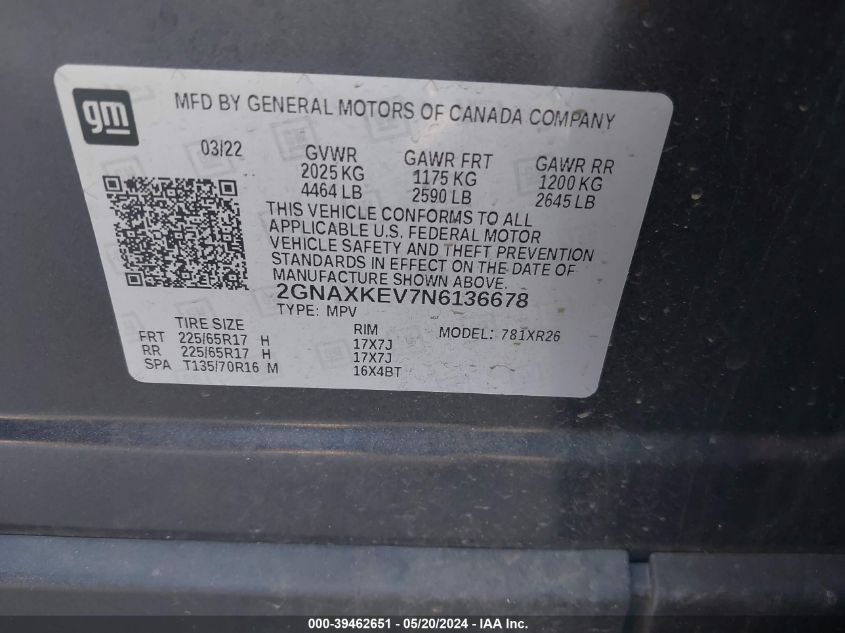 gm
MFD BY GENERAL MOTORS OF CANADA COMPANY
03/22
GVWR GAWR FRT GAWR RR
2025 KG 1175 KG 1200 KG
4464 LB 2590 LB 2645 LB
THIS VEHICLE CONFORMS TO ALL
APPLICABLE U.S. FEDERAL MOTOR
VEHICLE SAFETY AND THEFT PREVENTION
STANDARDS IN EFFECT ON THE DATE OF
MANUFACTURE SHOWN ABOVE.
2GNAXKEV7N6136678
TYPE: MPV
MODEL: 781XR26
TIRE SIZE RIM
FRT 225/65R17 H 17X7J
RR 225/65R17 H 17X7J
SPA T135/70R16 M 16X4BT
000-39462651 - 05/20/2024 - IAA Inc.